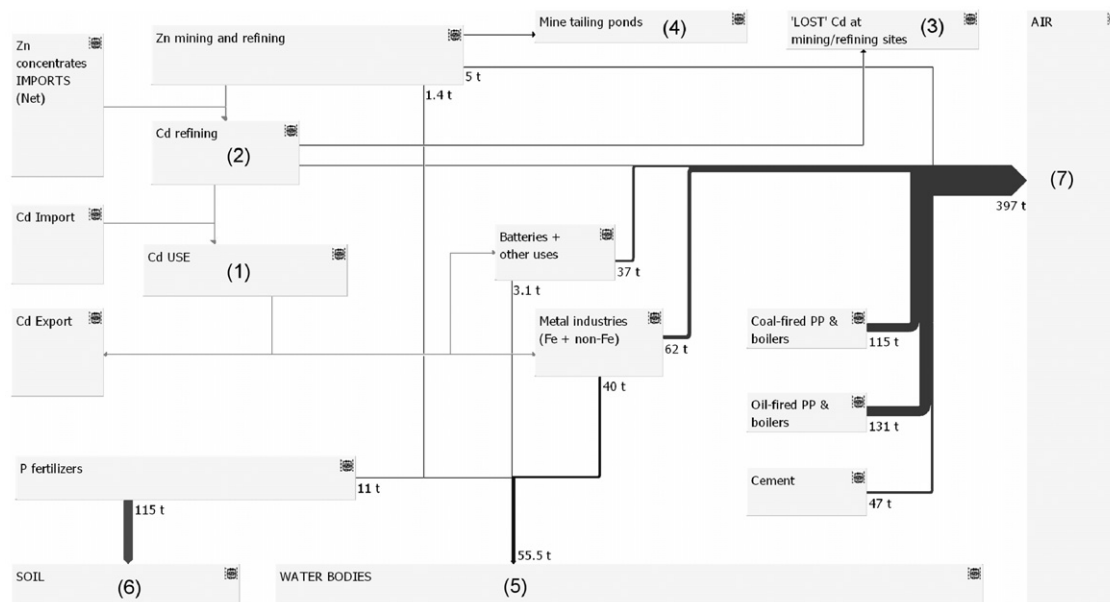 Zn
concentrates
IMPORTS
(Net)
Zn mining and refining
Mine tailing ponds
(4)
'LOST' Cd at
mining/refining sites
(3)
AIR
5 t
1.4 t
Cd refining
(2)
(7)
397 t
Cd Import
Cd USE
(1)
Batteries +
other uses
37 t
3.1 t
Cd Export
Metal industries
(Fe + non-Fe)
62 t
40 t
Coal-fired PP &
boilers
115 t
Oil-fired PP &
boilers
131 t
P fertilizers
11 t
115 t
Cement
47 t
55.5 t
SOIL
(6)
WATER BODIES
(5)